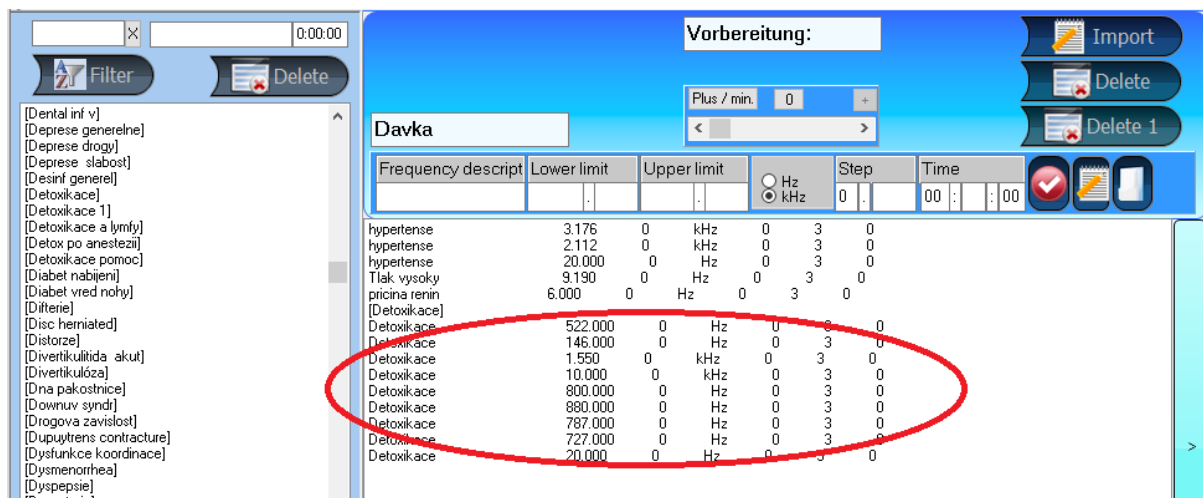 X 0:00:00
Filter Delete
[Dental inf v]
[Deprese generelne]
[Deprese drogy]
[Deprese slabost]
[Desinf generel]
[Detoxikace]
[Detoxikace 1]
[Detoxikace a lymfy]
[Detox po anestezii]
[Detoxikace pomoc]
[Diabet nabijeni]
[Diabet vred nohy]
[Difterie]
[Disc herniated]
[Distorze]
[Divertikulitida akut]
[Divertikulóza]
[Dna pakostnice]
[Downuv syndr]
[Drogova zavislost]
[Dupuytrens contracture]
[Dysfunkce koordinace]
[Dysmenorrhea]
[Dyspepsie]
Vorbereitung:
Import
Delete
Delete 1
Plus / min. 0 +
< >
Davka
Frequency descript Lower limit Upper limit Hz Step Time
. . kHz 0 . 00 : : 00
hypertense 3.176 0 kHz 0 3 0
hypertense 2.112 0 kHz 0 3 0
hypertense 20.000 0 Hz 0 3 0
Tlak vysoky 9.190 0 Hz 0 3 0
pricina renin 6.000 0 Hz 0 3 0
[Detoxikace]
Detoxikace 522.000 0 Hz 0 3 0
Detoxikace 146.000 0 Hz 0 3 0
Detoxikace 1.550 0 kHz 0 3 0
Detoxikace 10.000 0 kHz 0 3 0
Detoxikace 800.000 0 Hz 0 3 0
Detoxikace 880.000 0 Hz 0 3 0
Detoxikace 787.000 0 Hz 0 3 0
Detoxikace 727.000 0 Hz 0 3 0
Detoxikace 20.000 0 Hz 0 3 0
>